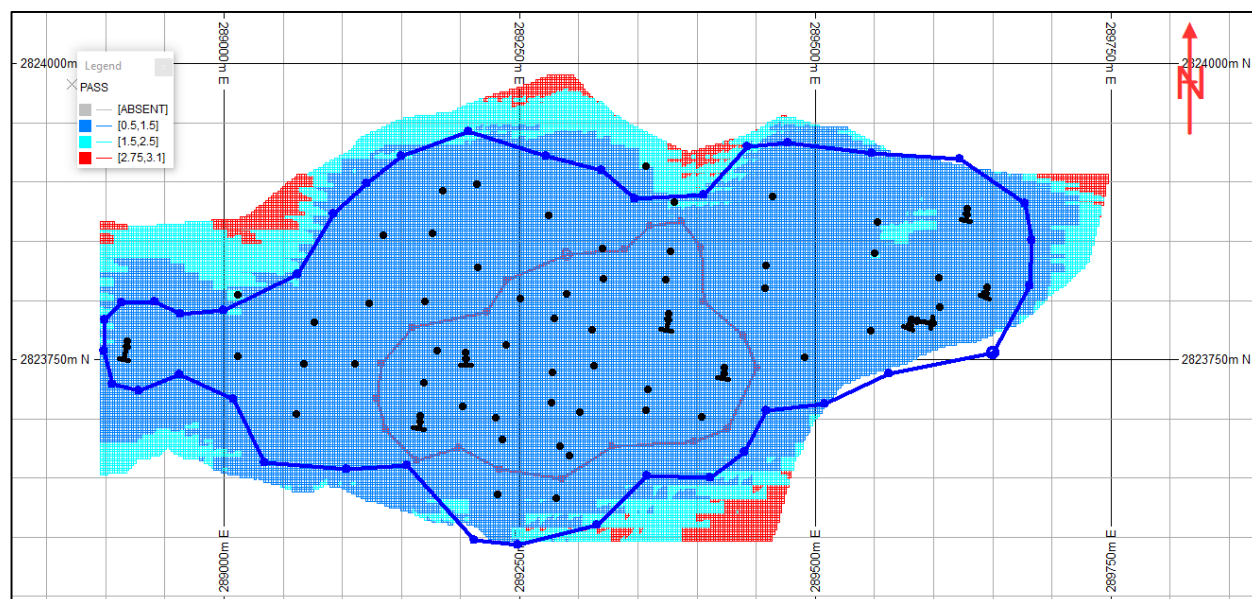 289000m E
289250m E
289500m E
289750m E
2824000m N
2824000m N
N
Legend
PASS
[ABSENT]
[0.5,1.5]
[1.5,2.5]
[2.75,3.1]
2823750m N
2823750m N
289000m E
289250m E
289500m E
289750m E